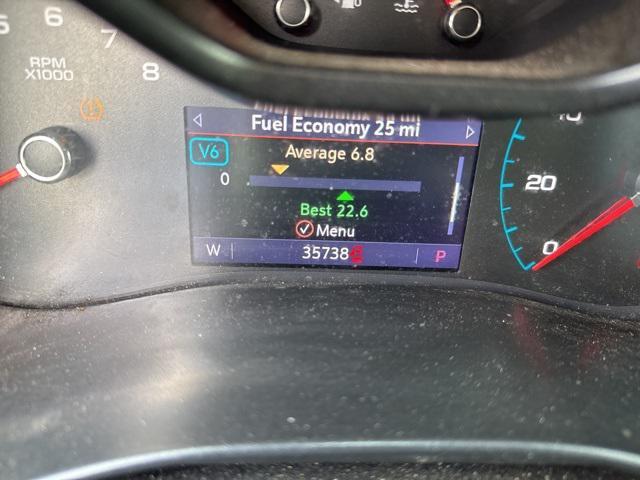 5
6
7
8
RPM
X1000
Fuel Economy 25 mi
V6
Average 6.8
0
Best 22.6
Menu
W
35738
P
20
0